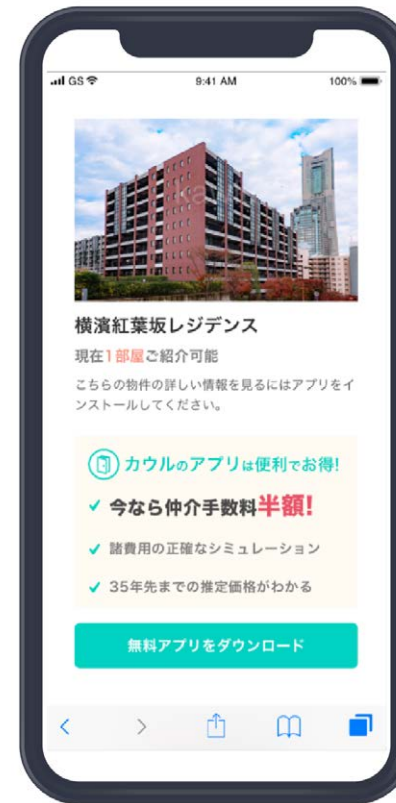 GS
9:41 AM
100%
横濱紅葉坂レジデンス
現在1部屋ご紹介可能
こちらの物件の詳しい情報を見るにはアプリをイ
ンストールしてください。
カウルのアプリは便利でお得!
今なら仲介手数料半額!
諸費用の正確なシミュレーション
35年先までの推定価格がわかる
無料アプリをダウンロード